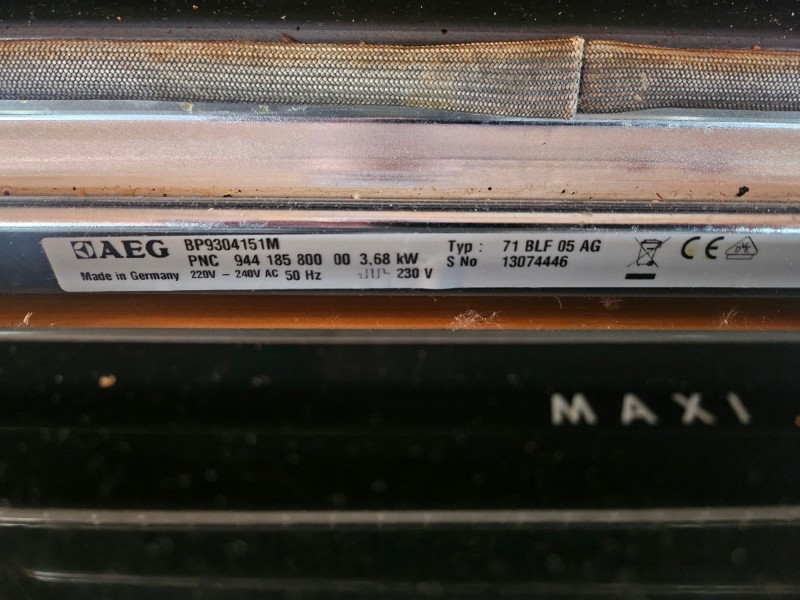 AEG BP9304151M Typ : 71 BLF 05 AG
PNC 944 185 800 00 3,68 kW S No 13074446
Made in Germany 220V – 240V AC 50 Hz 230 V
CE
MAXI